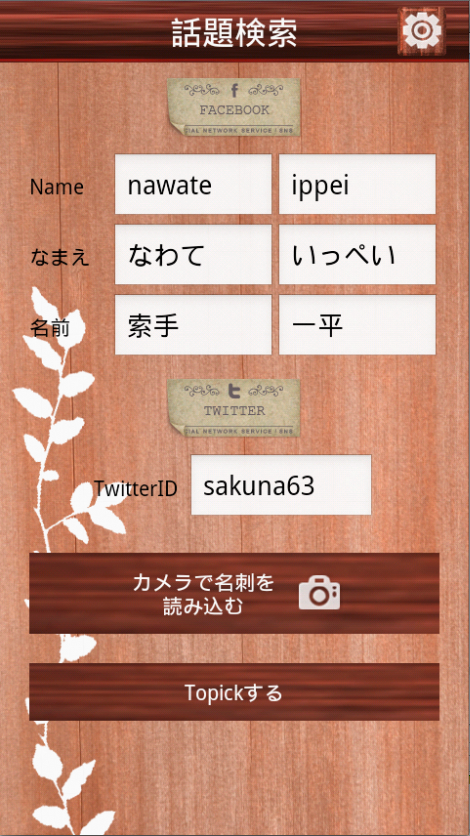 話題検索
FACEBOOK
IAL NETWORK SERVICE / SNS
Name nawate ippei
なまえ なわて いっぺい
名前 索手 一平
TWITTER
IAL NETWORK SERVICE / SNS
TwitterID sakuna63
カメラで名刺を
読み込む
Topickする